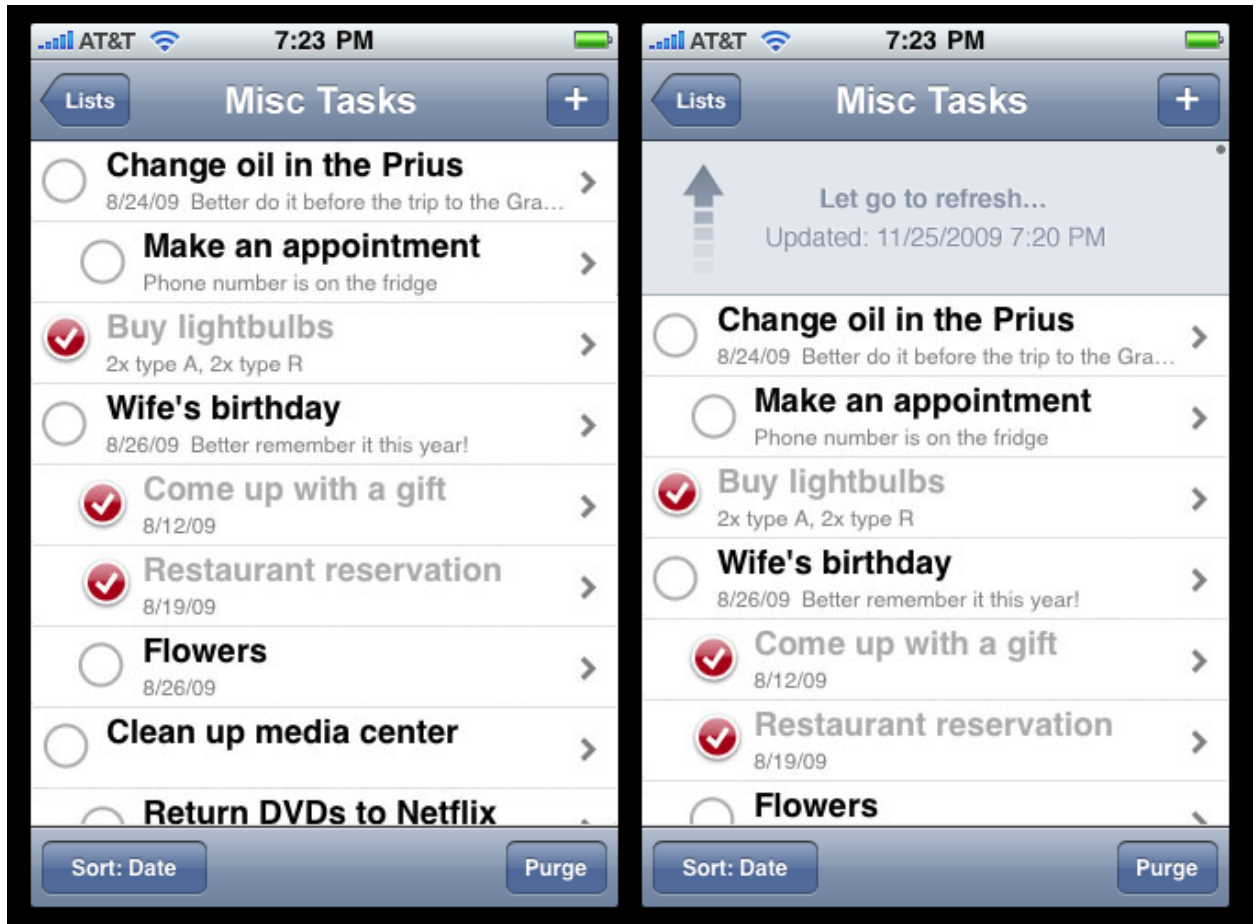 AT&T 7:23 PM
Lists Misc Tasks +
Change oil in the Prius
8/24/09 Better do it before the trip to the Gra...
Make an appointment
Phone number is on the fridge
Buy lightbulbs
2x type A, 2x type R
Wife's birthday
8/26/09 Better remember it this year!
Come up with a gift
8/12/09
Restaurant reservation
8/19/09
Flowers
8/26/09
Clean up media center
Return DVDs to Netflix
Sort: Date Purge
AT&T 7:23 PM
Lists Misc Tasks +
Let go to refresh...
Updated: 11/25/2009 7:20 PM
Change oil in the Prius
8/24/09 Better do it before the trip to the Gra...
Make an appointment
Phone number is on the fridge
Buy lightbulbs
2x type A, 2x type R
Wife's birthday
8/26/09 Better remember it this year!
Come up with a gift
8/12/09
Restaurant reservation
8/19/09
Flowers
Sort: Date Purge